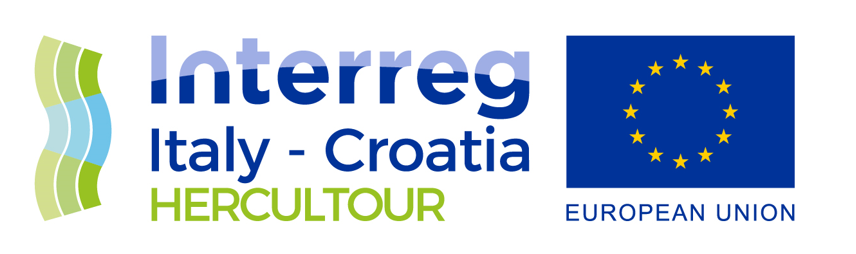 Interreg
Italy - Croatia
HERCULTOUR
EUROPEAN UNION